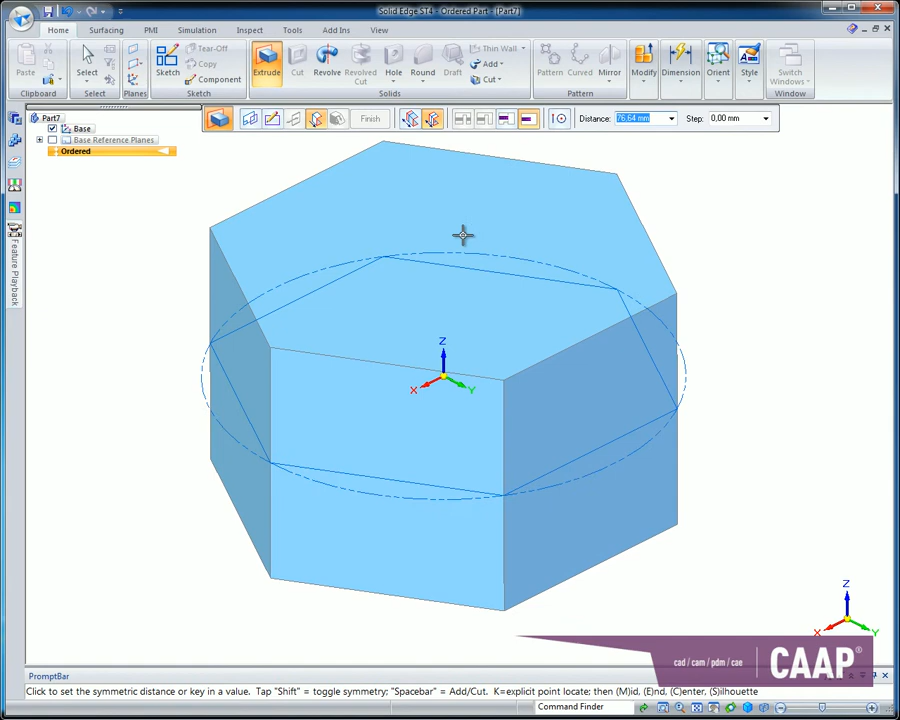 Solid Edge ST4 - Ordered Part - [Part7]
Home Surfacing PMI Simulation Inspect Tools Add Ins View
Paste
Clipboard
Select
Select
Planes
Sketch
Tear-Off
Copy
Component
Sketch
Extrude
Cut
Revolve
Revolved
Cut
Hole
Round
Draft
Thin Wall
Add
Cut
Solids
Pattern
Curved
Mirror
Pattern
Modify
Dimension
Orient
Style
Switch
Windows
Window
Finish
Distance: 76,64 mm
Step: 0,00 mm
Part7
Base
Base Reference Planes
Ordered
Feature Playback
Z
X
Y
Z
X
Y
cad / cam / pdm / cae
CAAP®
PromptBar
Click to set the symmetric distance or key in a value. Tap "Shift" = toggle symmetry; "Spacebar" = Add/Cut. K=explicit point locate; then (M)id, (E)nd, (C)enter, (S)ilhouette
Command Finder